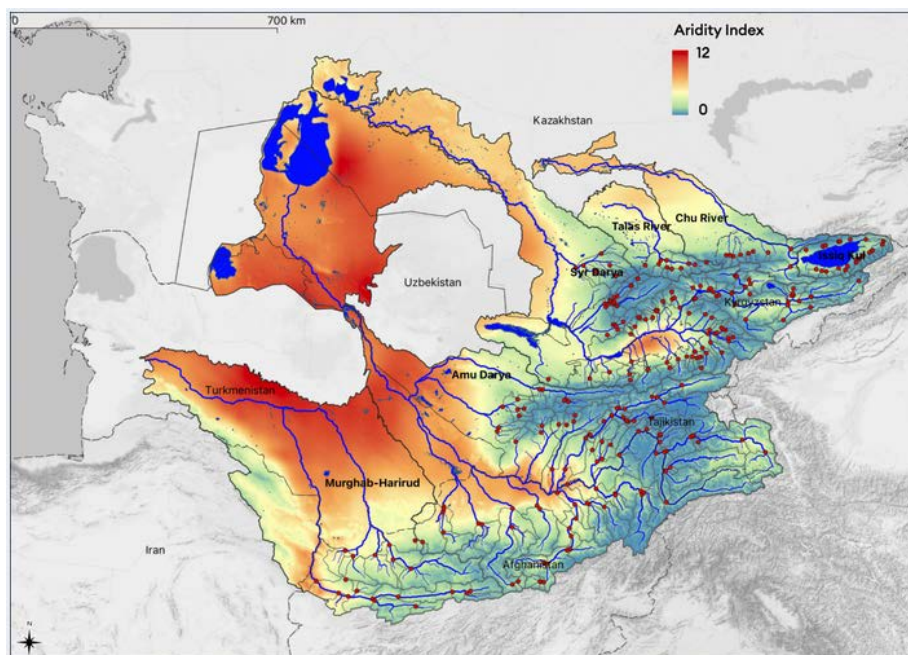 0
700 km
Aridity Index
12
0
Kazakhstan
Chu River
Talas River
Issiq Kul
Syr Darya
Uzbekistan
Kyrgyzstan
Amu Darya
Turkmenistan
Tajikistan
Murghab-Harirud
Iran
Afghanistan
N